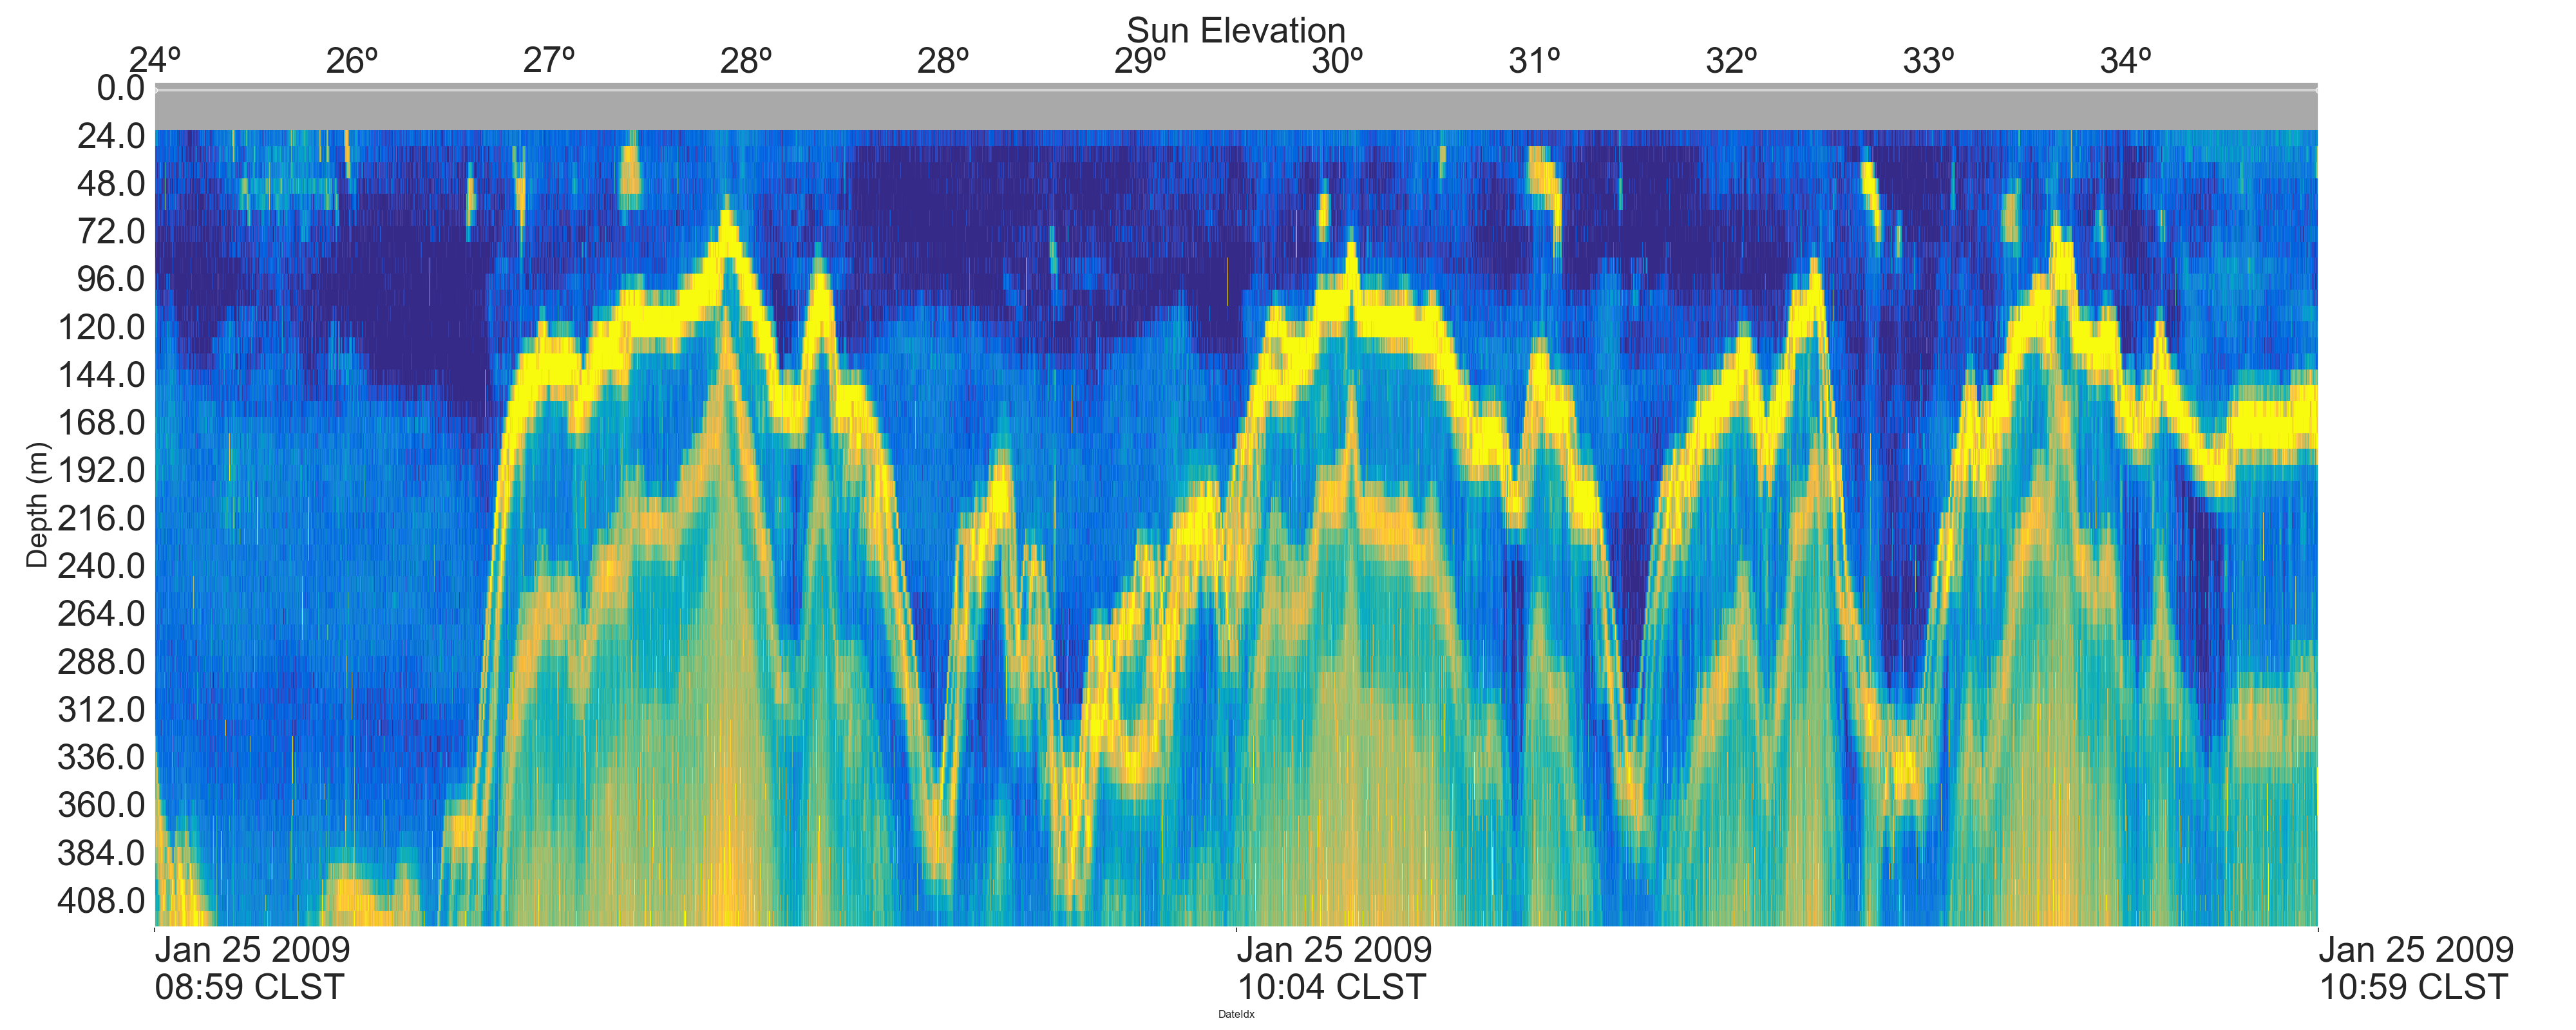 Sun Elevation
24º 26º 27º 28º 28º 29º 30º 31º 32º 33º 34º
0.0
24.0
48.0
72.0
96.0
120.0
144.0
168.0
192.0
216.0
240.0
264.0
288.0
312.0
336.0
360.0
384.0
408.0
Depth (m)
Jan 25 2009
08:59 CLST
Jan 25 2009
10:04 CLST
Jan 25 2009
10:59 CLST
DateIdx